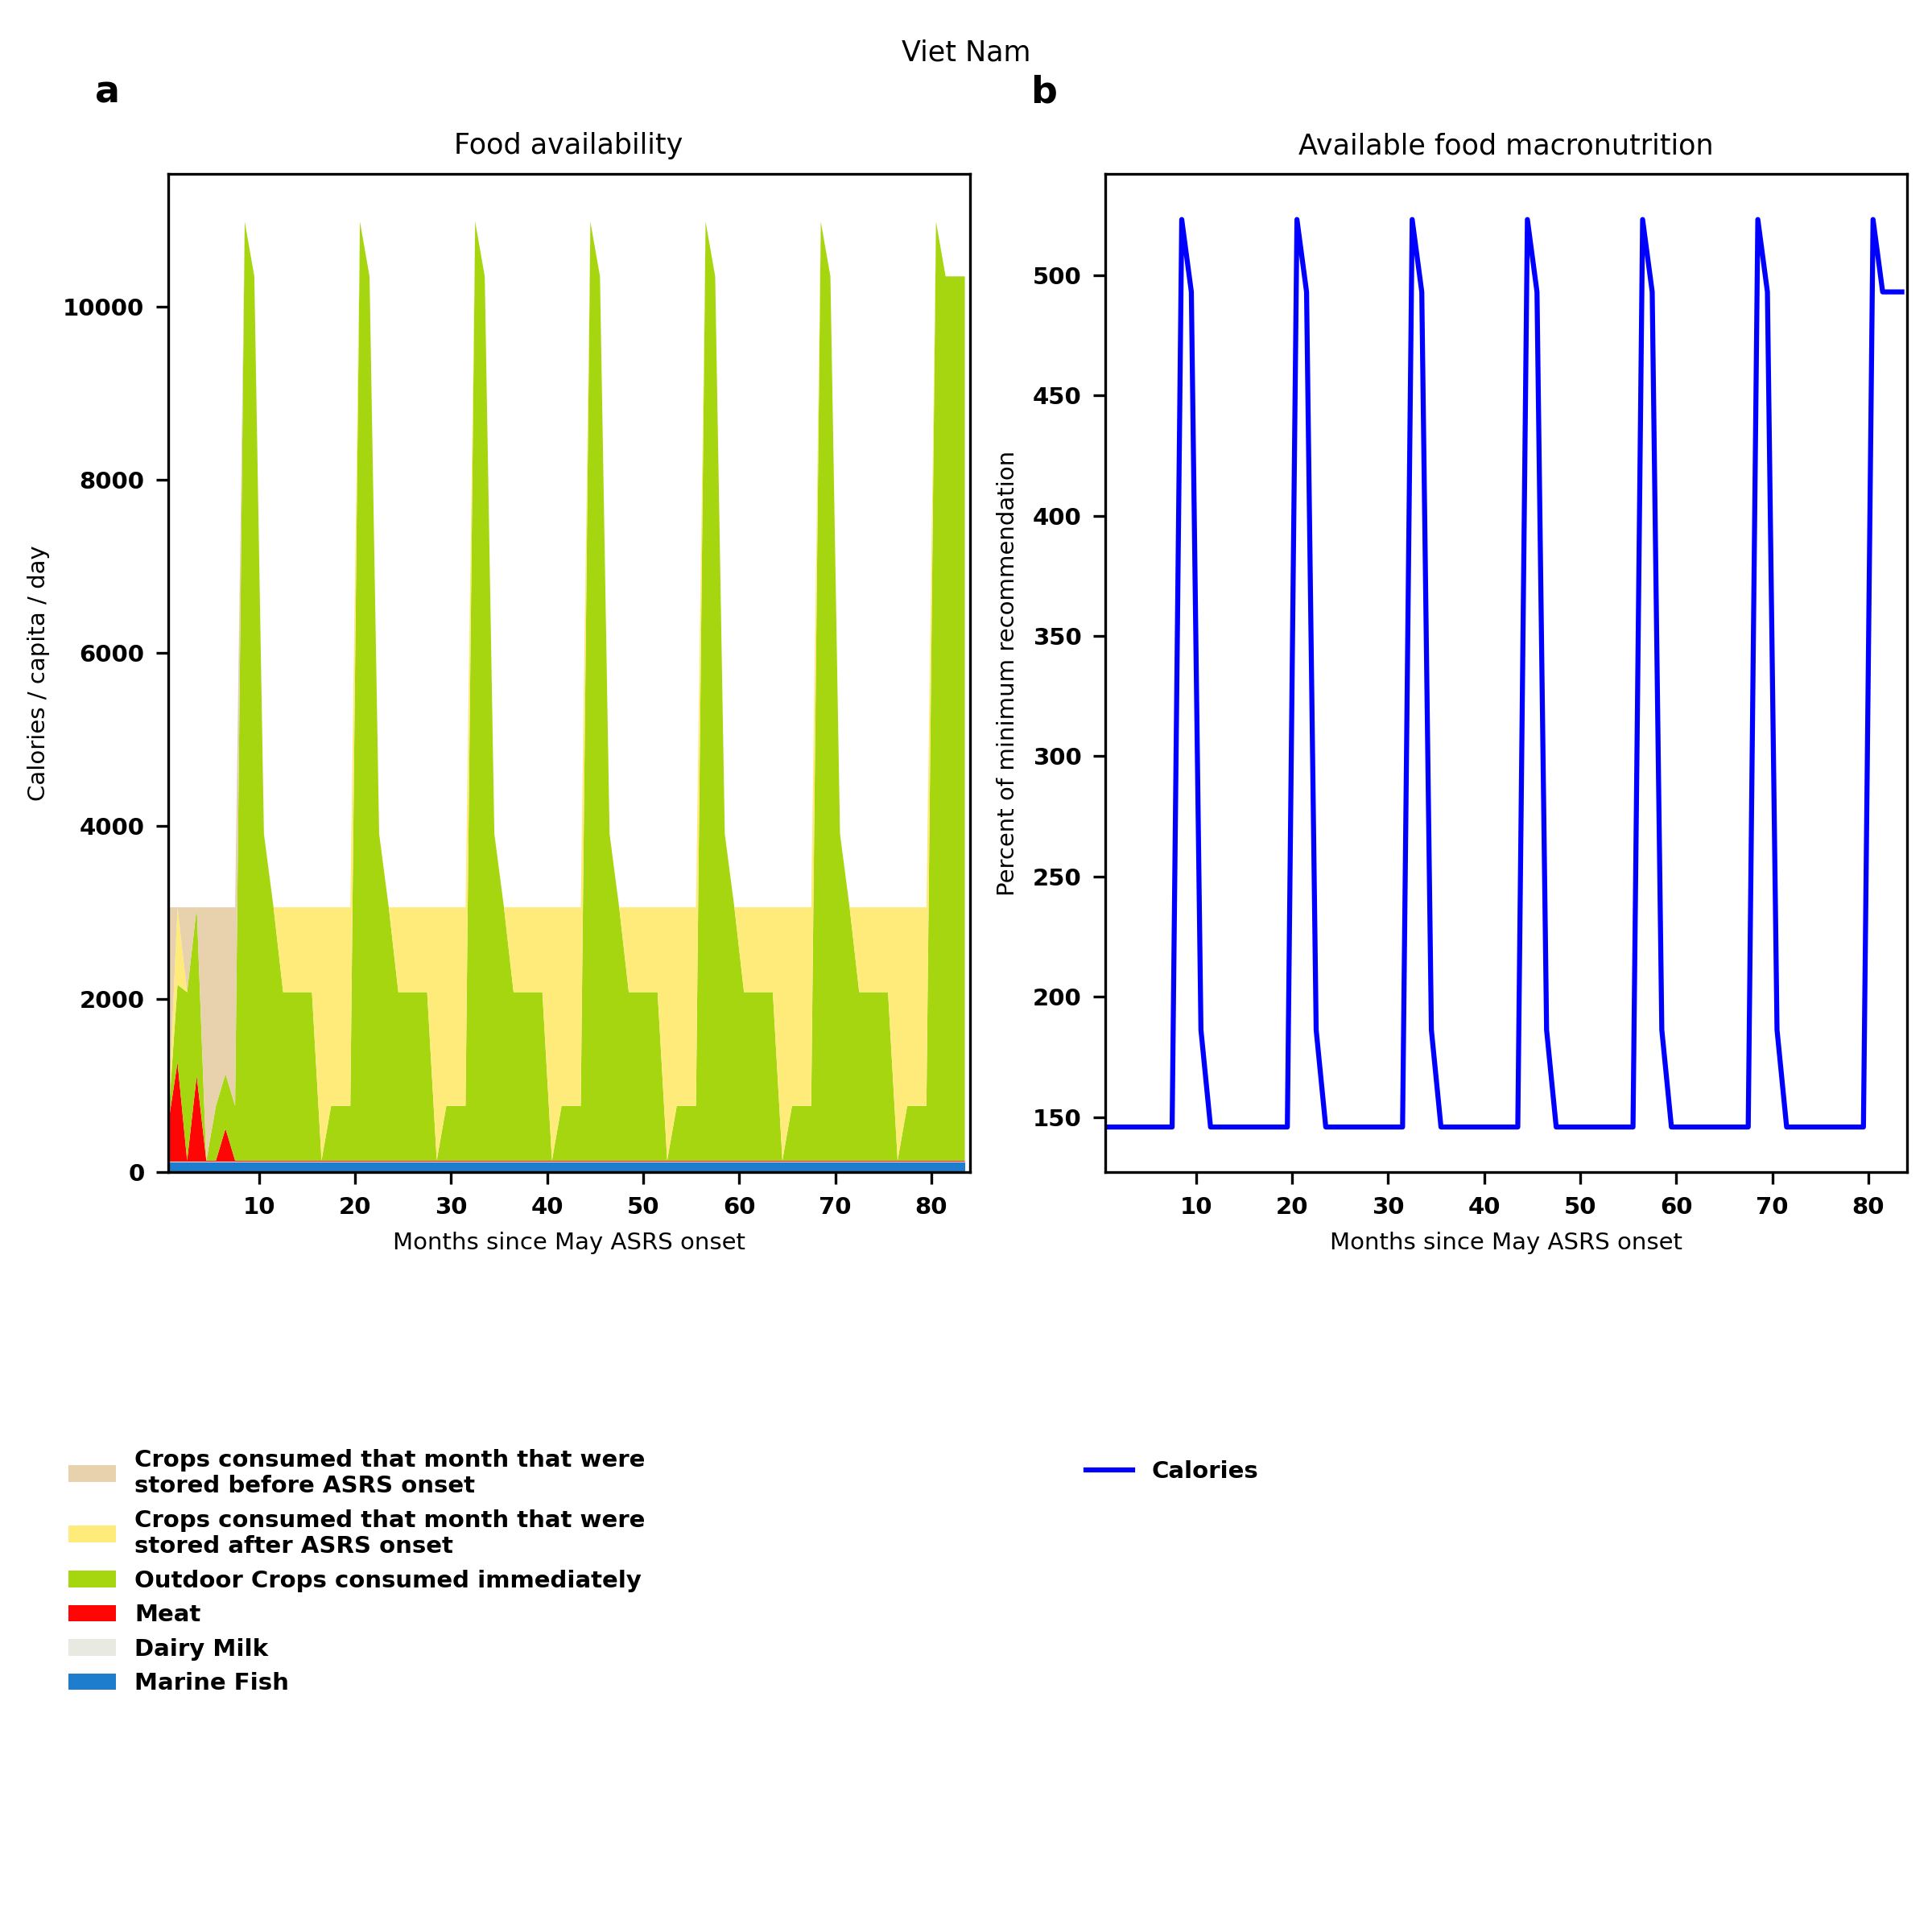 Viet Nam
a
b
Food availability
Available food macronutrition
Calories / capita / day
10000
8000
6000
4000
2000
0
10 20 30 40 50 60 70 80
Months since May ASRS onset
Percent of minimum recommendation
500
450
400
350
300
250
200
150
10 20 30 40 50 60 70 80
Months since May ASRS onset
Crops consumed that month that were
stored before ASRS onset
Crops consumed that month that were
stored after ASRS onset
Outdoor Crops consumed immediately
Meat
Dairy Milk
Marine Fish
Calories